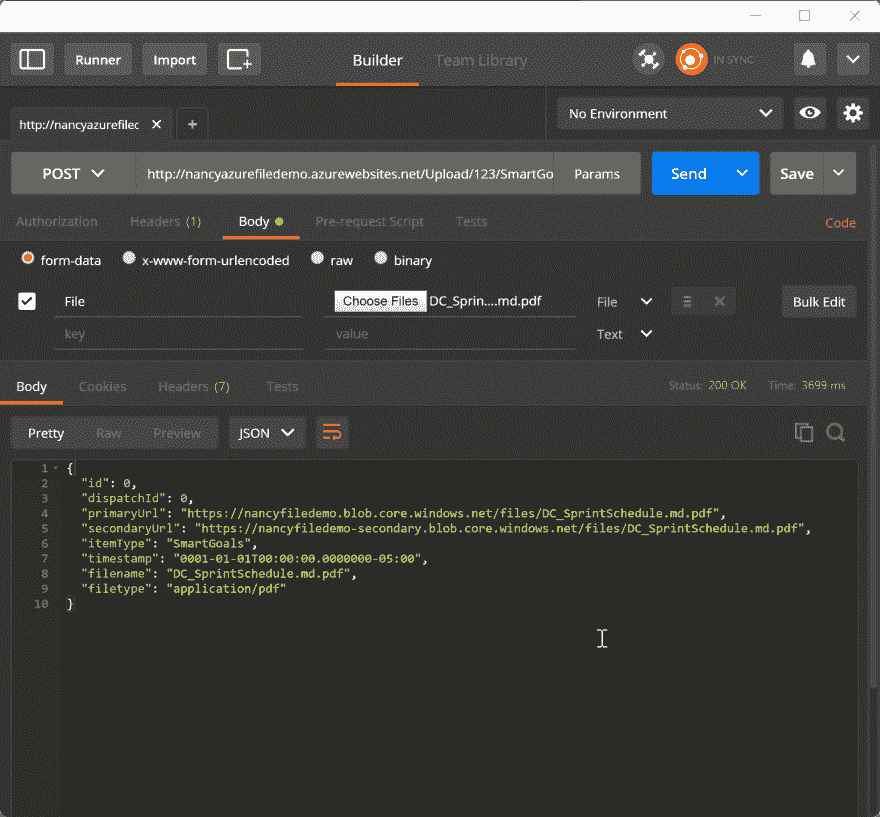 Runner Import Builder Team Library IN SYNC
http://nancyazurefilec No Environment
POST http://nancyazurefiledemo.azurewebsites.net/Upload/123/SmartGo Params Send Save
Authorization Headers (1) Body Pre-request Script Tests Code
form-data x-www-form-urlencoded raw binary
File Choose Files DC_Sprin....md.pdf File Bulk Edit
key value Text
Body Cookies Headers (7) Tests Status: 200 OK Time: 3699 ms
Pretty Raw Preview JSON
1 {
2 "id": 0,
3 "dispatchId": 0,
4 "primaryUrl": "https://nancyfiledemo.blob.core.windows.net/files/DC_SprintSchedule.md.pdf",
5 "secondaryUrl": "https://nancyfiledemo-secondary.blob.core.windows.net/files/DC_SprintSchedule.md.pdf",
6 "itemType": "SmartGoals",
7 "timestamp": "0001-01-01T00:00:00.0000000-05:00",
8 "filename": "DC_SprintSchedule.md.pdf",
9 "filetype": "application/pdf"
10 }